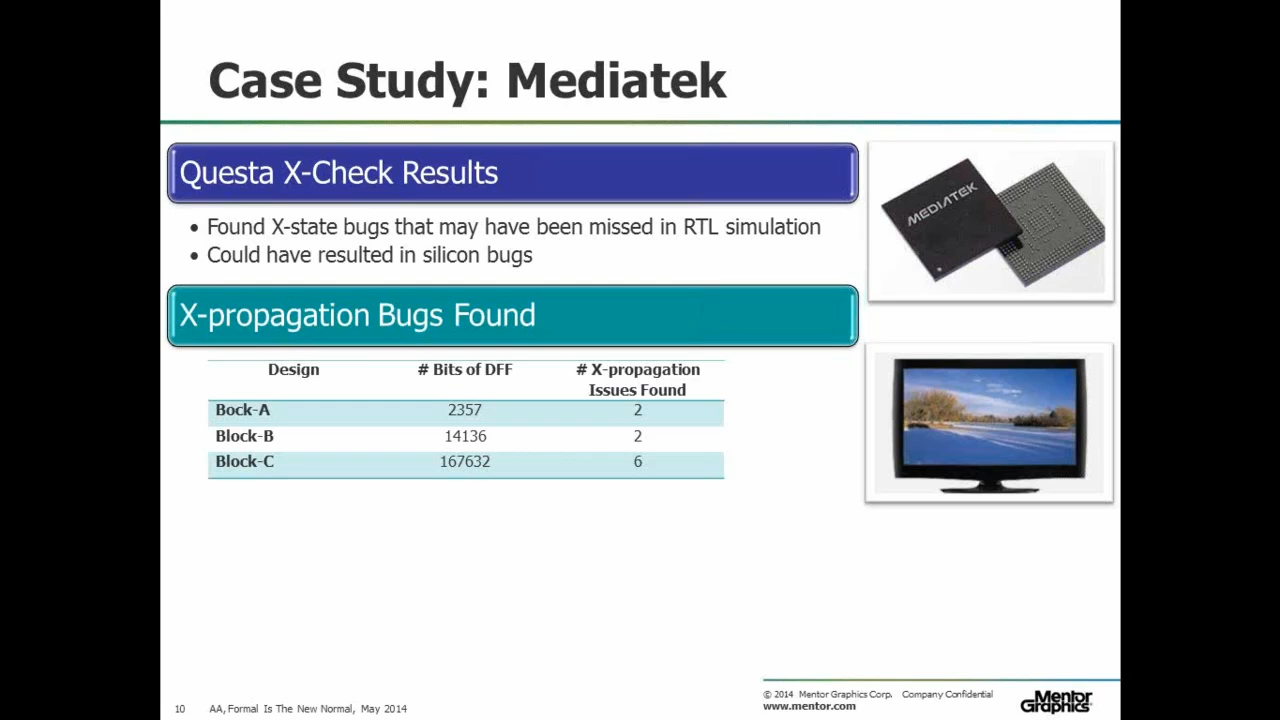 Case Study: Mediatek
Questa X-Check Results
• Found X-state bugs that may have been missed in RTL simulation
• Could have resulted in silicon bugs
MEDIATEK
X-propagation Bugs Found
Design # Bits of DFF # X-propagation
Issues Found
Bock-A 2357 2
Block-B 14136 2
Block-C 167632 6
10 AA, Formal Is The New Normal, May 2014
© 2014 Mentor Graphics Corp. Company Confidential
www.mentor.com
Mentor
Graphics